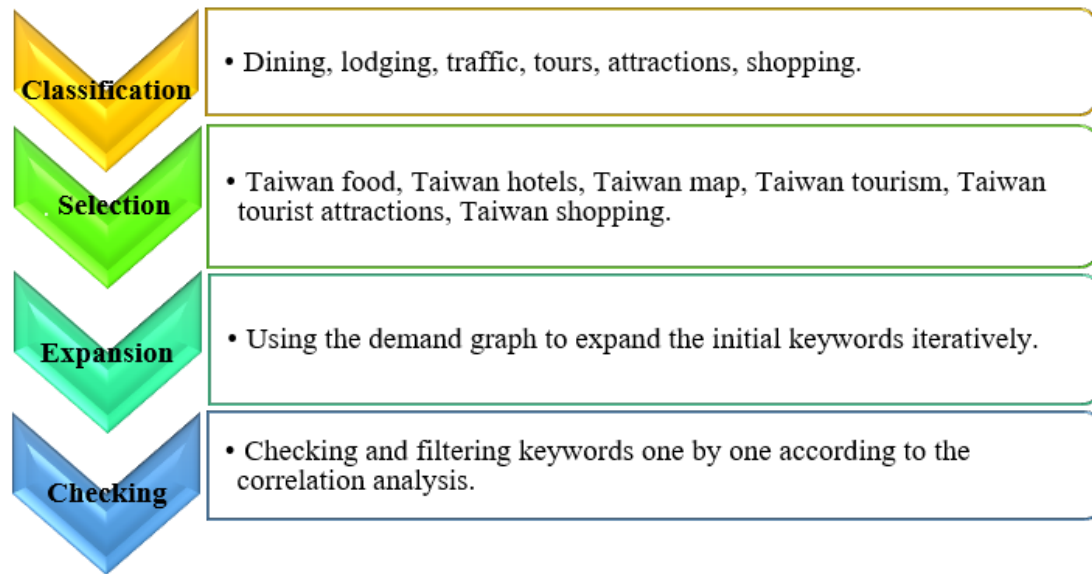 Classification
• Dining, lodging, traffic, tours, attractions, shopping.
Selection
• Taiwan food, Taiwan hotels, Taiwan map, Taiwan tourism, Taiwan
tourist attractions, Taiwan shopping.
Expansion
• Using the demand graph to expand the initial keywords iteratively.
Checking
• Checking and filtering keywords one by one according to the
correlation analysis.